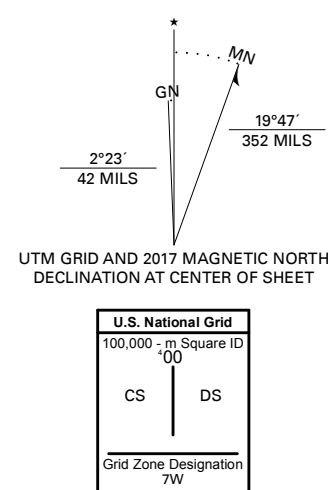 ★
MN
GN
19°47´
352 MILS
2°23´
42 MILS
UTM GRID AND 2017 MAGNETIC NORTH
DECLINATION AT CENTER OF SHEET
U.S. National Grid
100,000 - m Square ID
⁴00
CS DS
Grid Zone Designation
7W